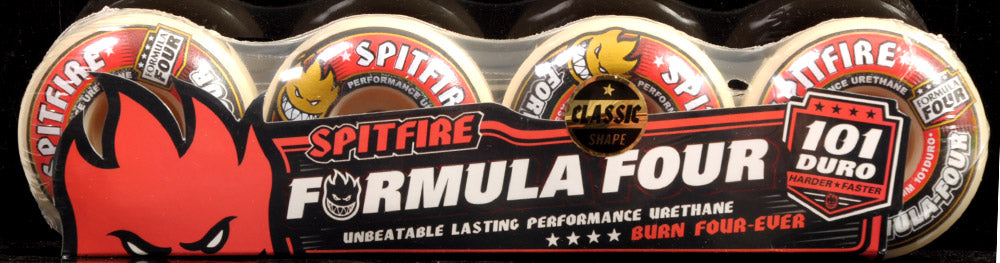 SPITFIRE
FORMULA FOUR
SPITFIRE
PERFORMANCE
SPITFIRE
FORMULA FOUR
101DURO
CLASSIC
SHAPE
SPITFIRE
FORMULA FOUR
UNBEATABLE LASTING PERFORMANCE URETHANE
BURN FOUR-EVER
101
DURO
HARDER★FASTER